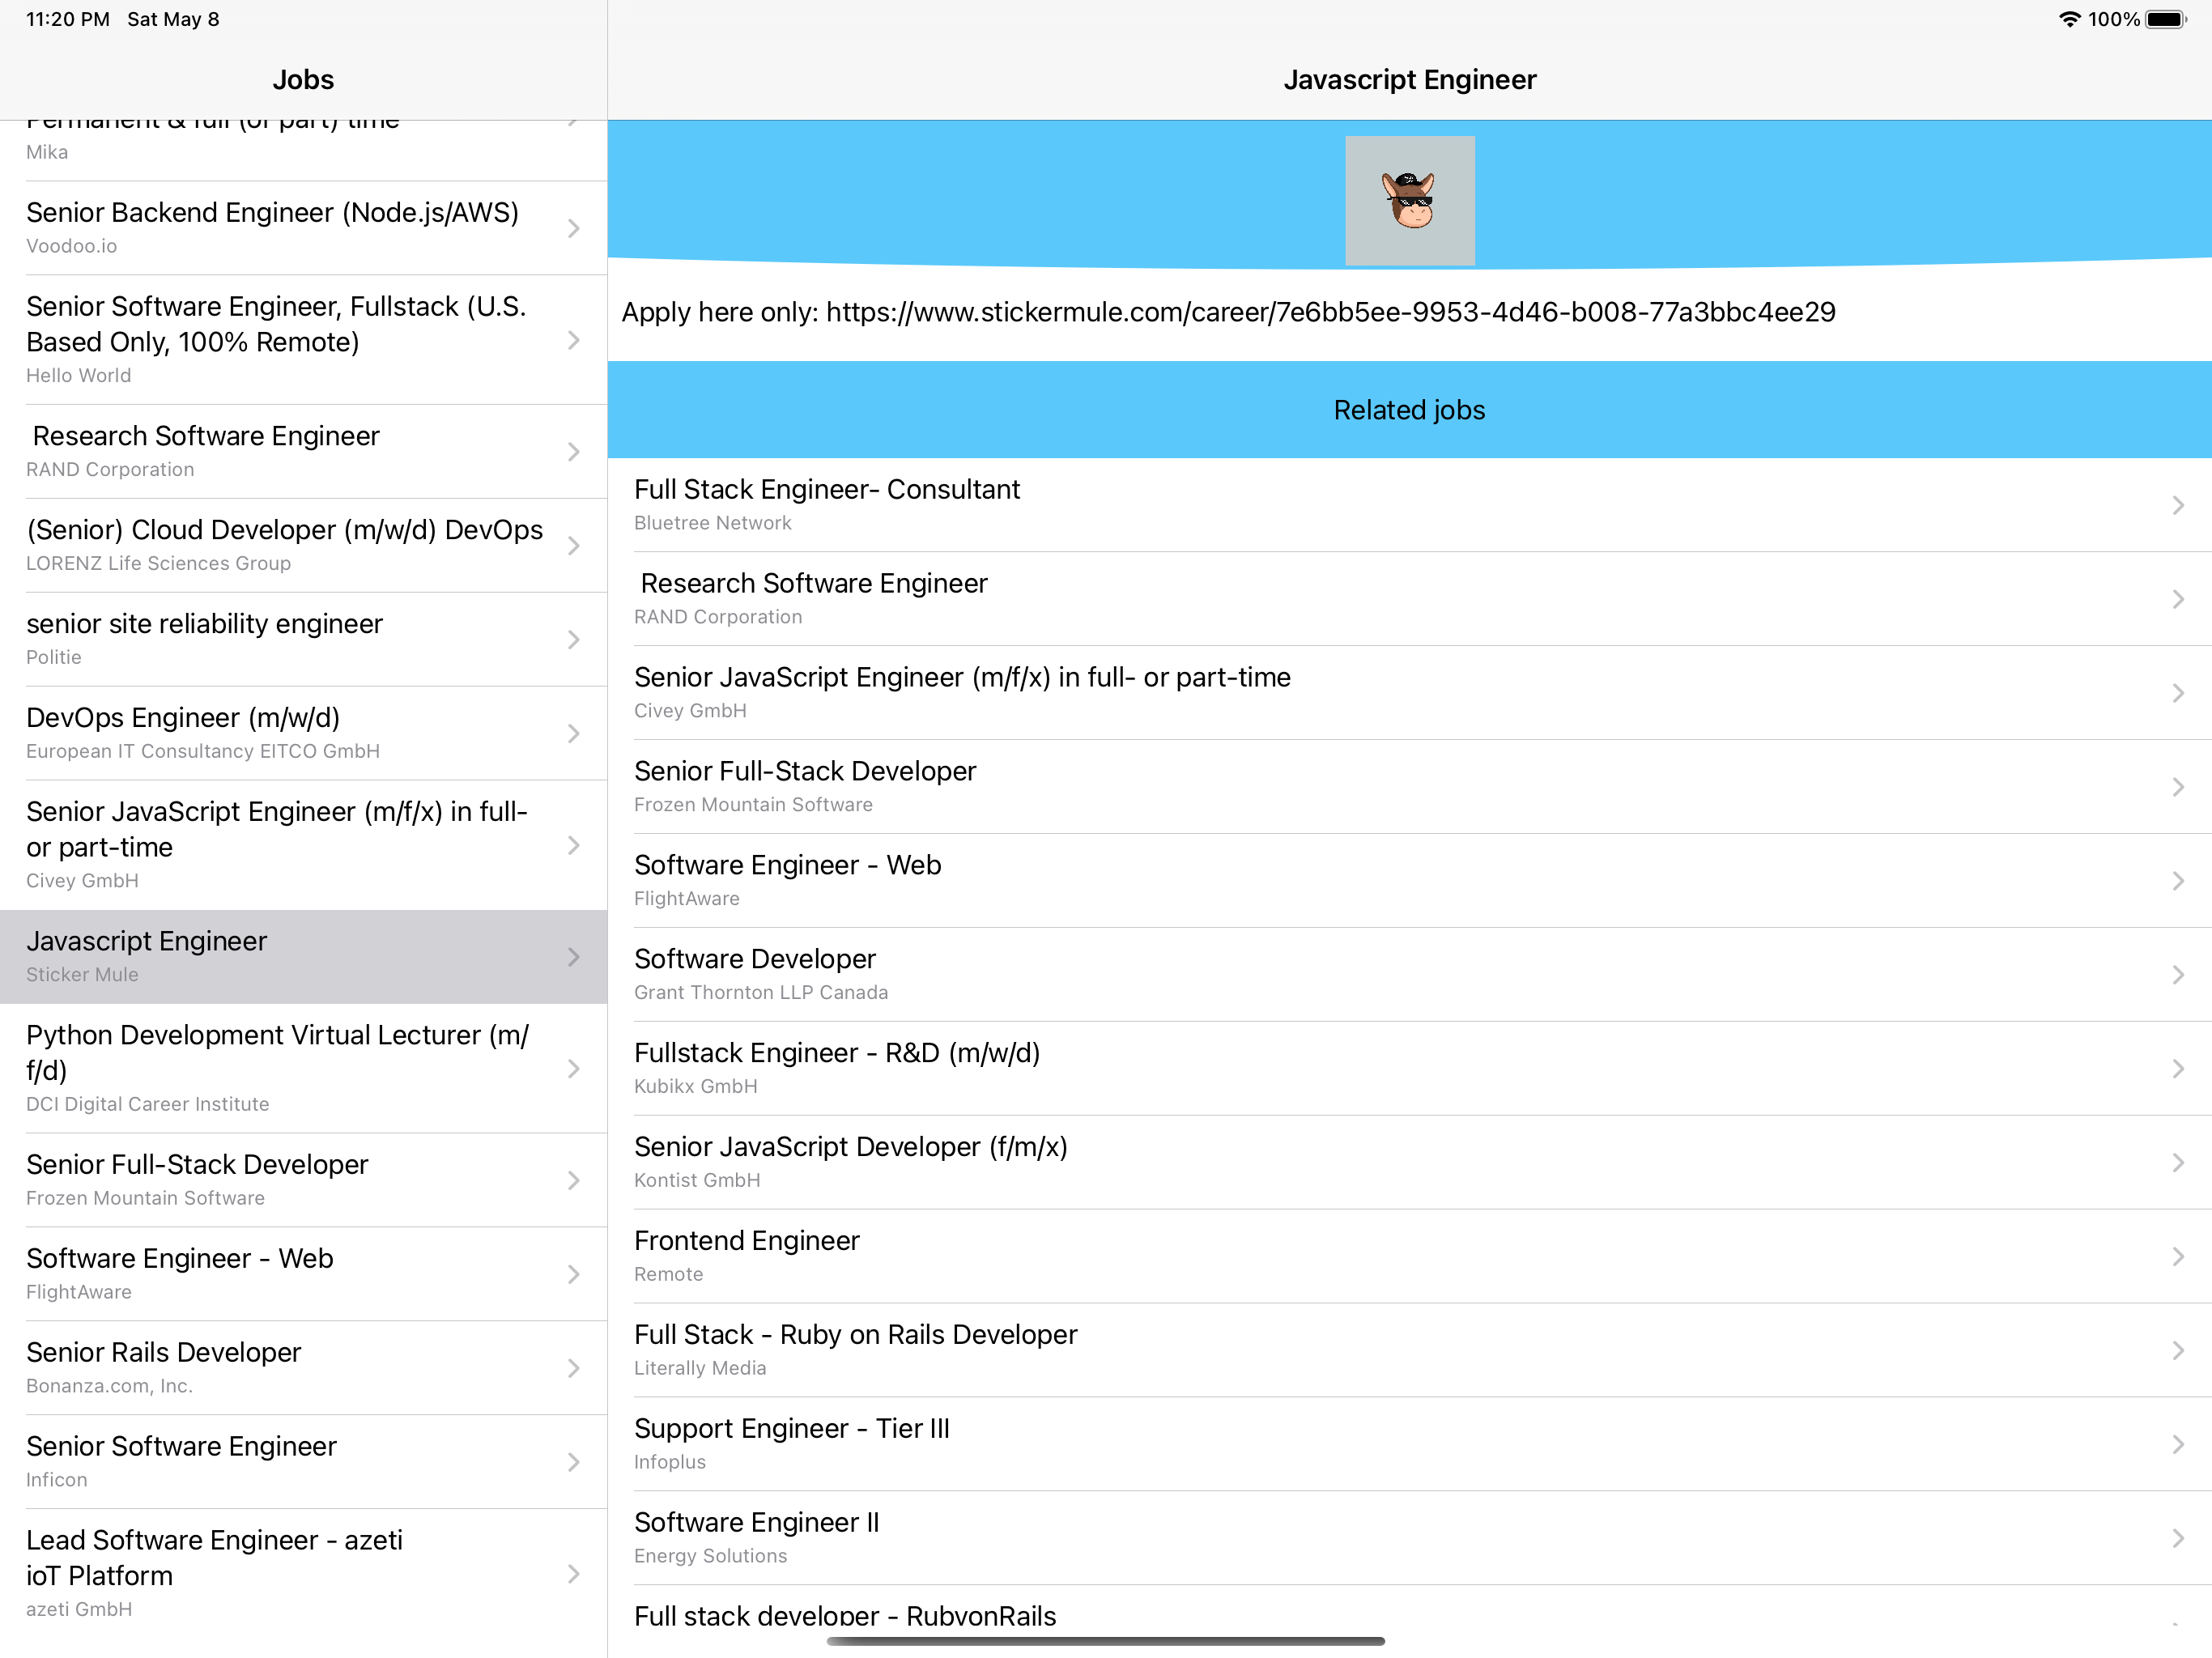 11:20 PM Sat May 8
100%
Jobs
Permanent & full (or part) time
Mika
Senior Backend Engineer (Node.js/AWS)
Voodoo.io
Senior Software Engineer, Fullstack (U.S.
Based Only, 100% Remote)
Hello World
Research Software Engineer
RAND Corporation
(Senior) Cloud Developer (m/w/d) DevOps
LORENZ Life Sciences Group
senior site reliability engineer
Politie
DevOps Engineer (m/w/d)
European IT Consultancy EITCO GmbH
Senior JavaScript Engineer (m/f/x) in full-
or part-time
Civey GmbH
Javascript Engineer
Sticker Mule
Python Development Virtual Lecturer (m/
f/d)
DCI Digital Career Institute
Senior Full-Stack Developer
Frozen Mountain Software
Software Engineer - Web
FlightAware
Senior Rails Developer
Bonanza.com, Inc.
Senior Software Engineer
Inficon
Lead Software Engineer - azeti
ioT Platform
azeti GmbH
Javascript Engineer
Apply here only: https://www.stickermule.com/career/7e6bb5ee-9953-4d46-b008-77a3bbc4ee29
Related jobs
Full Stack Engineer- Consultant
Bluetree Network
Research Software Engineer
RAND Corporation
Senior JavaScript Engineer (m/f/x) in full- or part-time
Civey GmbH
Senior Full-Stack Developer
Frozen Mountain Software
Software Engineer - Web
FlightAware
Software Developer
Grant Thornton LLP Canada
Fullstack Engineer - R&D (m/w/d)
Kubikx GmbH
Senior JavaScript Developer (f/m/x)
Kontist GmbH
Frontend Engineer
Remote
Full Stack - Ruby on Rails Developer
Literally Media
Support Engineer - Tier III
Infoplus
Software Engineer II
Energy Solutions
Full stack developer - RubyonRails